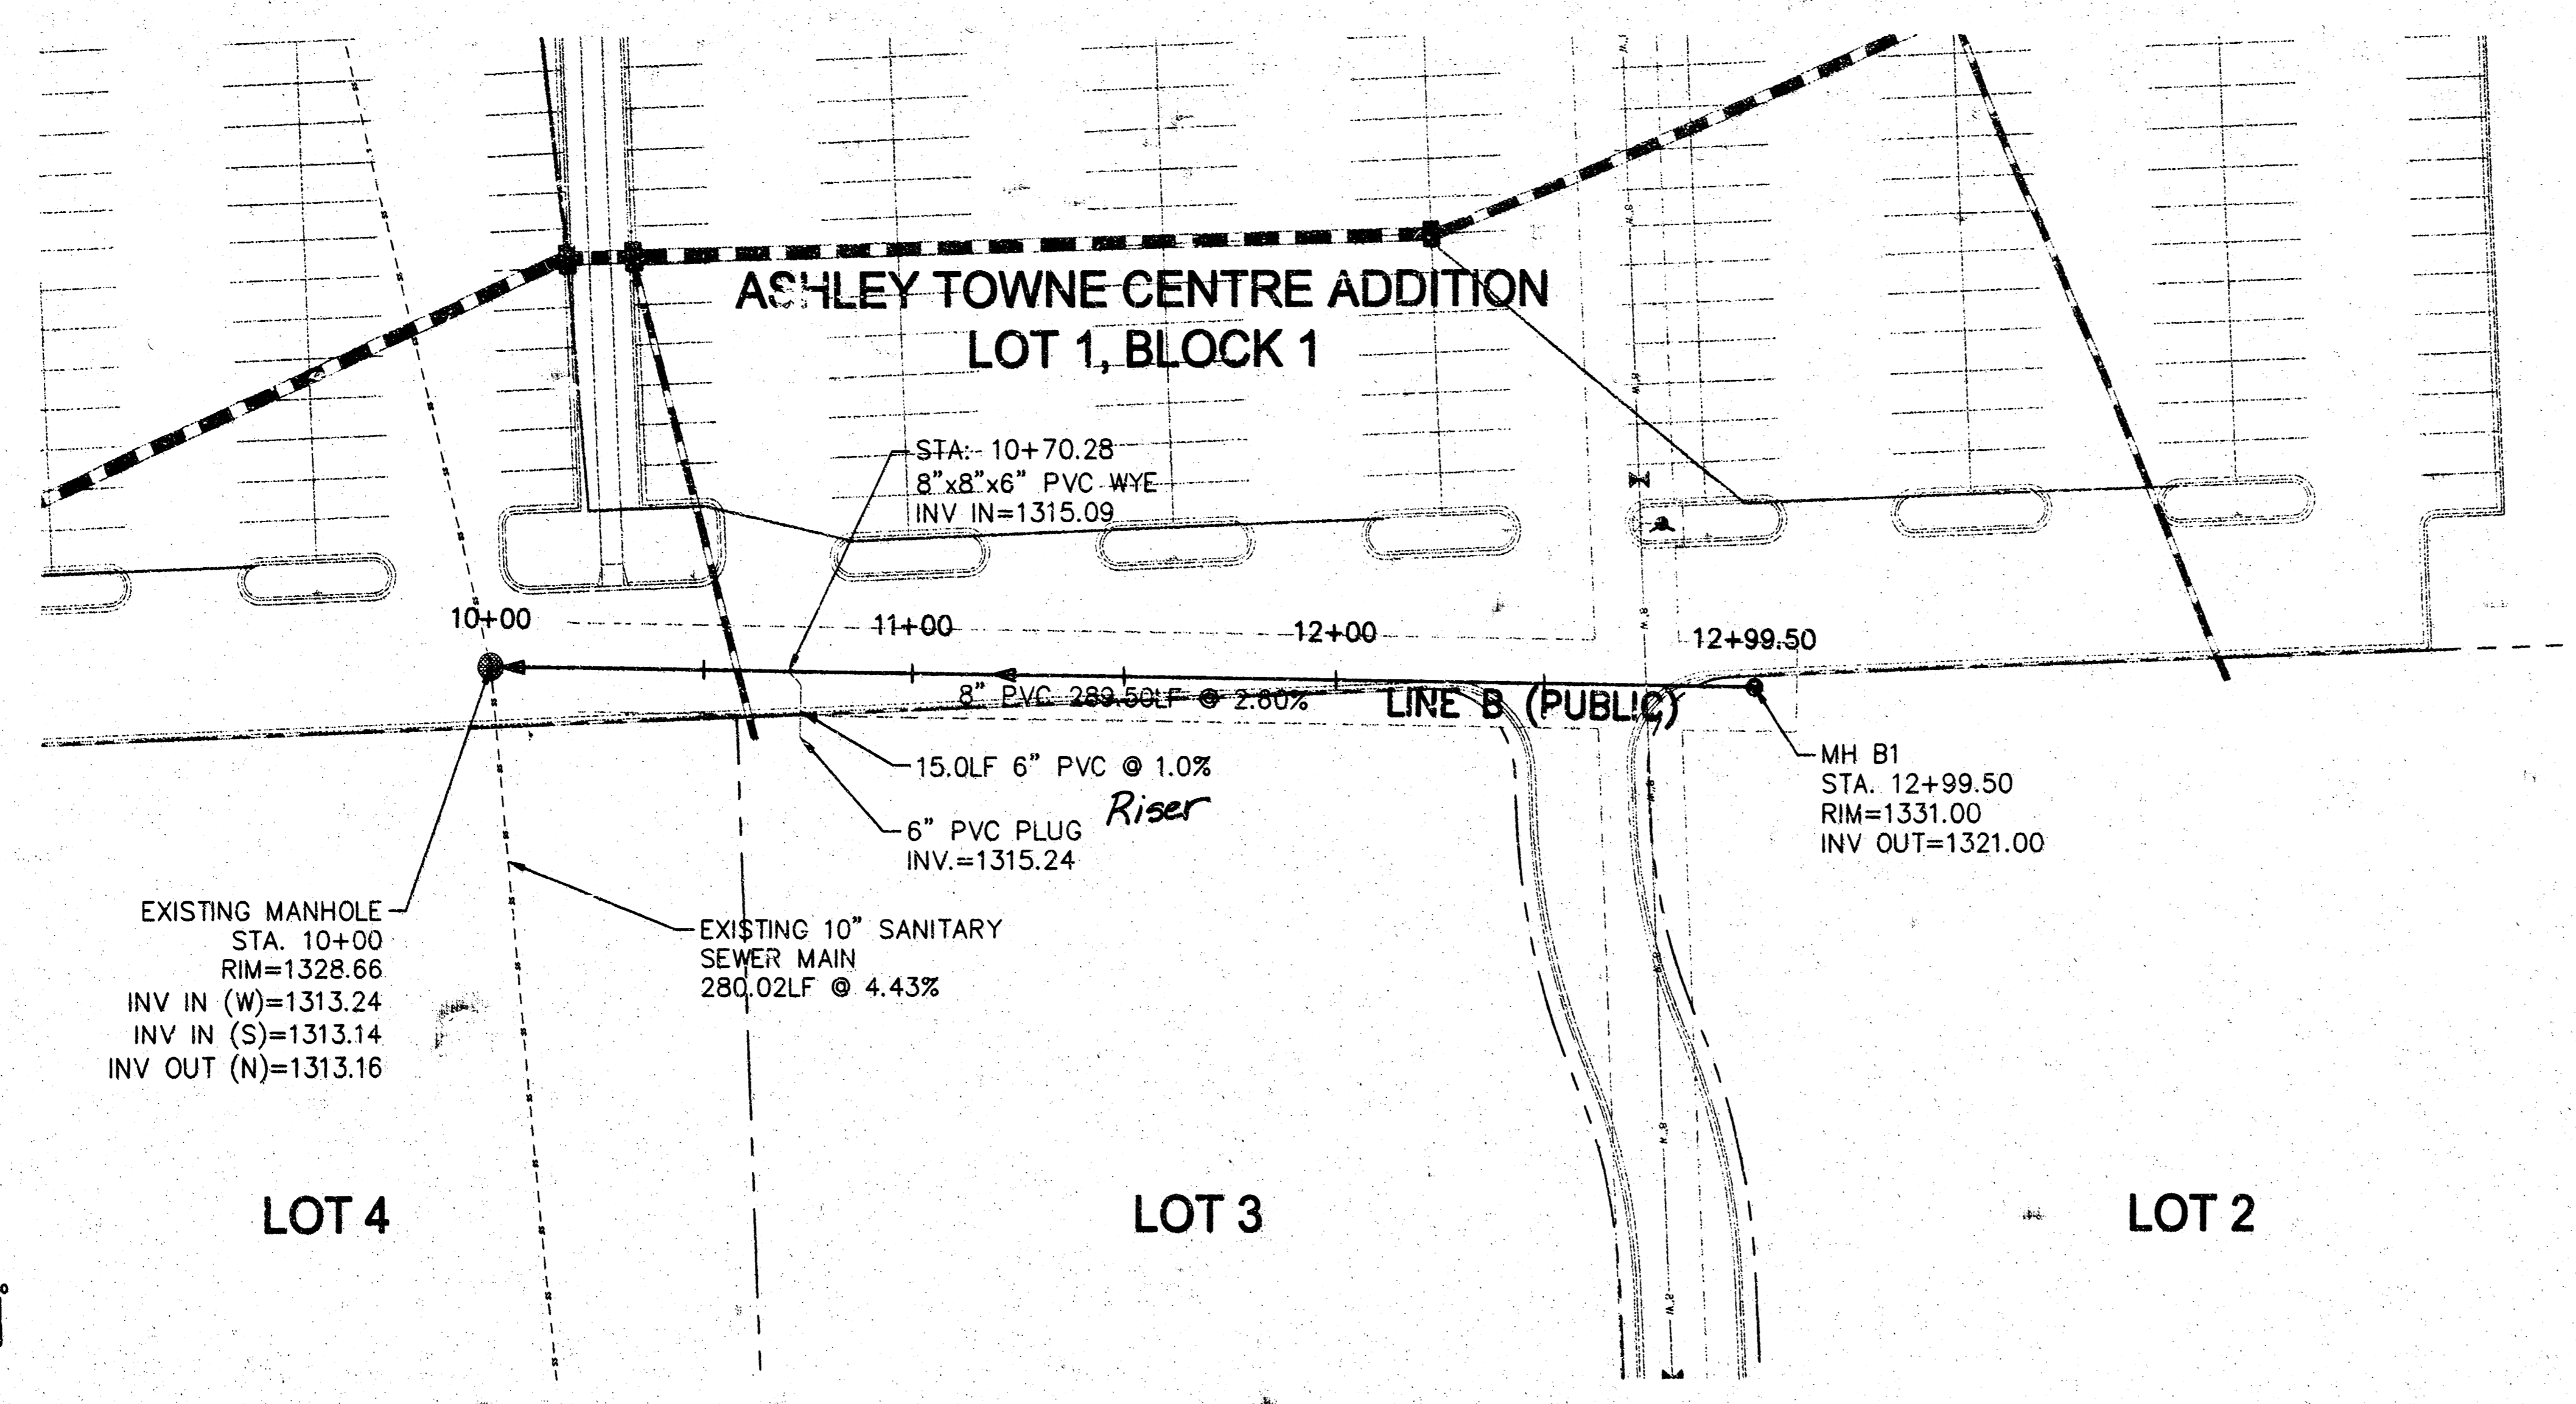 ASHLEY TOWNE CENTRE ADDITION
LOT 1, BLOCK 1
STA: 10+70.28
8"x8"x6" PVC WYE
INV IN=1315.09
10+00
11+00
12+00
12+99.50
8" PVC 289.50LF @ 2.60%
LINE B (PUBLIC)
15.0LF 6" PVC @ 1.0%
Riser
6" PVC PLUG
INV.=1315.24
MH B1
STA. 12+99.50
RIM=1331.00
INV OUT=1321.00
EXISTING MANHOLE
STA. 10+00
RIM=1328.66
INV IN (W)=1313.24
INV IN (S)=1313.14
INV OUT (N)=1313.16
EXISTING 10" SANITARY
SEWER MAIN
280.02LF @ 4.43%
LOT 4
LOT 3
LOT 2
8"W
8"W
8"W
8"W